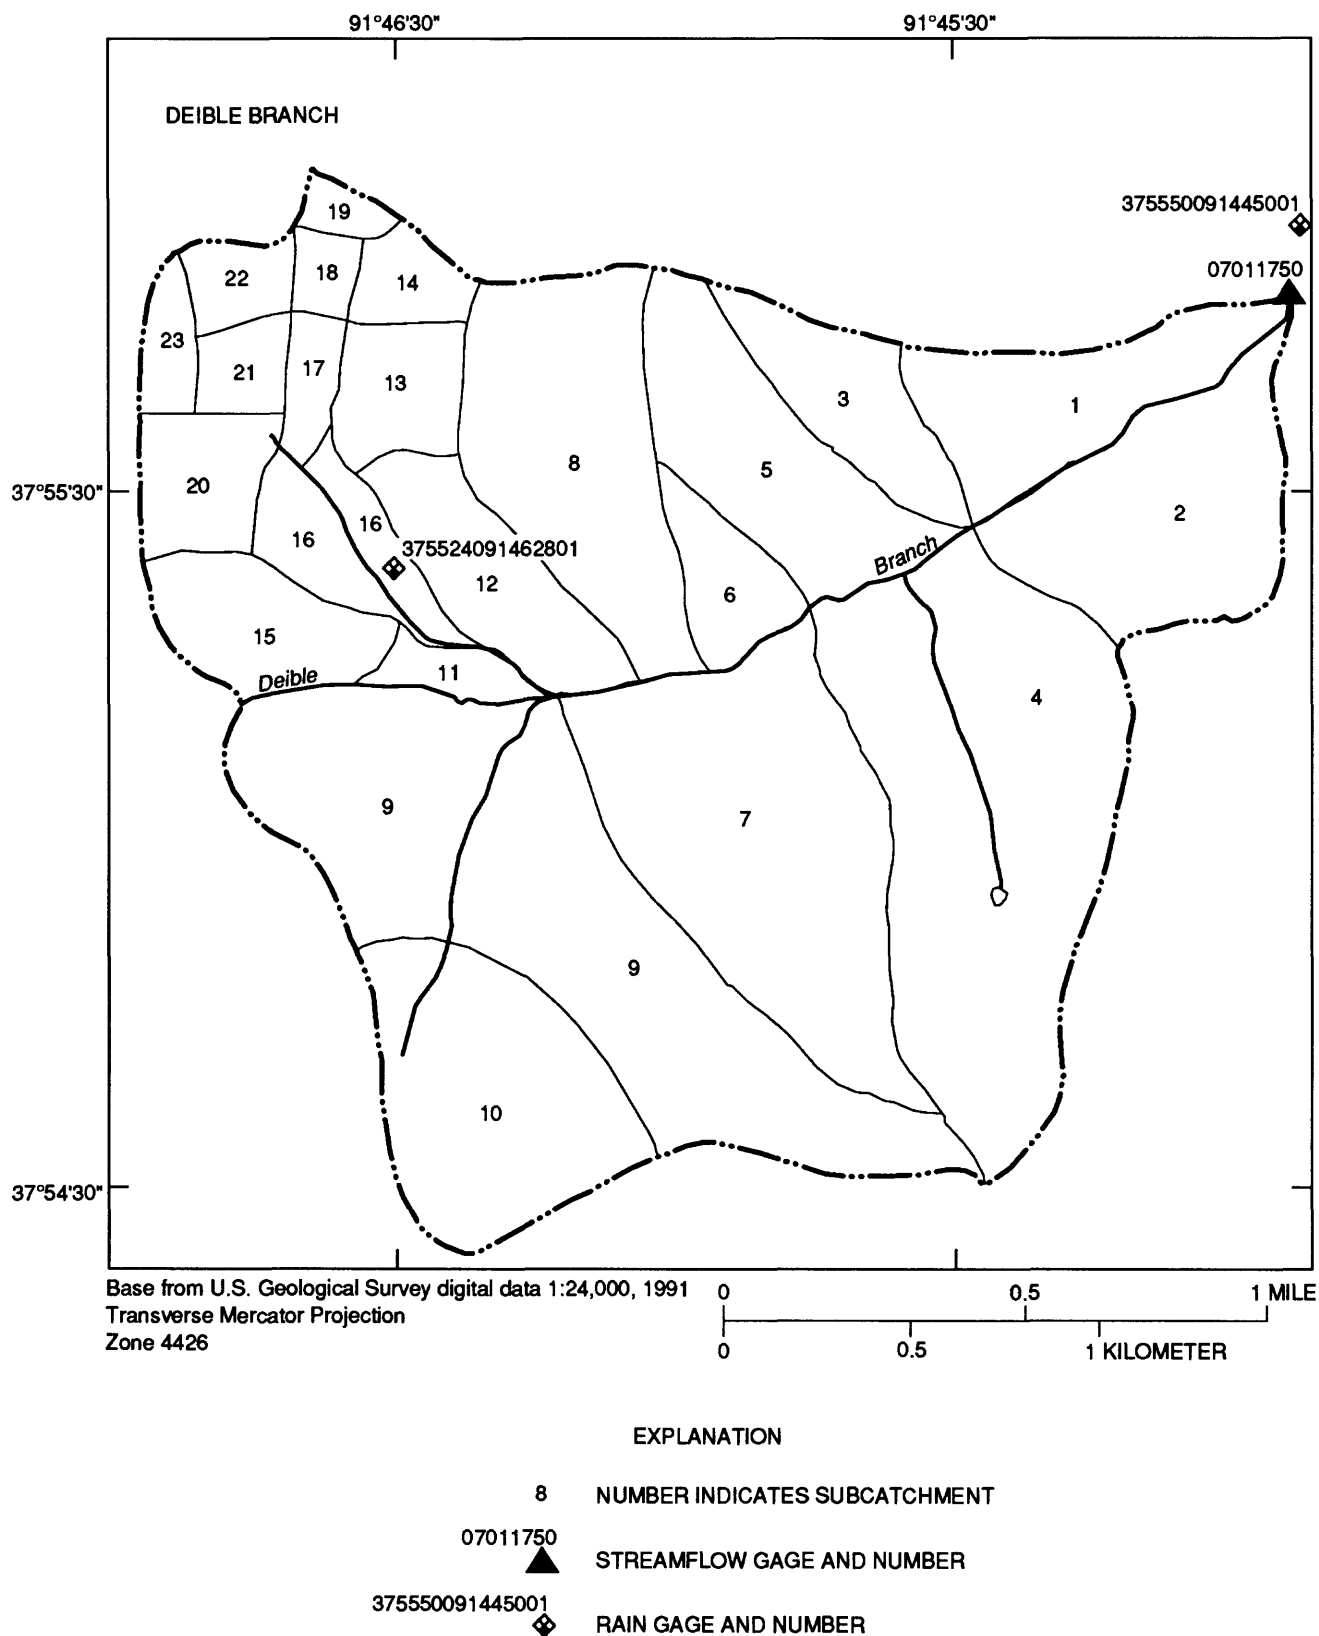 91°46'30"
91°45'30"
DEIBLE BRANCH
3755550091445001
19
07011750
18
22
14
23
17
21
13
3
1
8
5
37°55'30"
20
2
16
16
3755524091462801
Branch
12
6
15
11
Deible
4
9
7
9
10
37°54'30"
Base from U.S. Geological Survey digital data 1:24,000, 1991
Transverse Mercator Projection
Zone 4426
0 0.5 1 MILE
0 0.5 1 KILOMETER
EXPLANATION
8 NUMBER INDICATES SUBCATCHMENT
07011750
STREAMFLOW GAGE AND NUMBER
3755550091445001
RAIN GAGE AND NUMBER